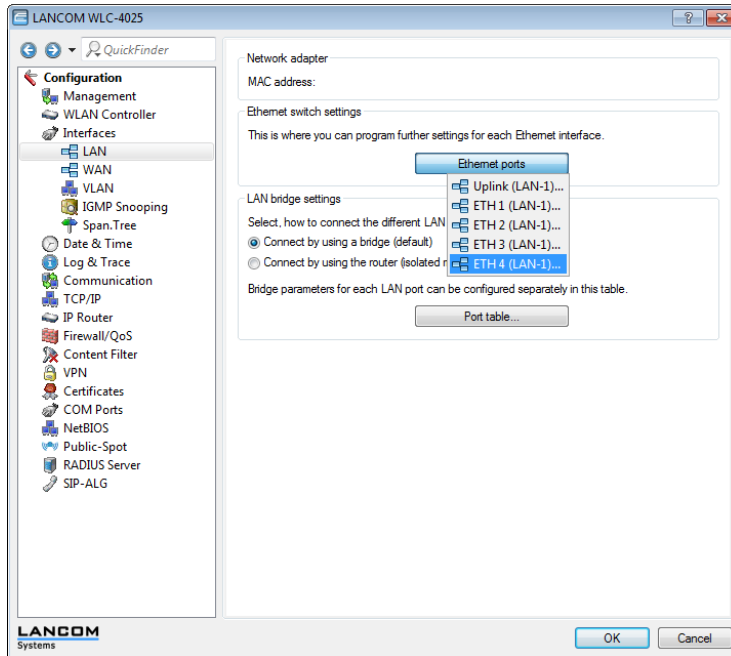 LANCOM WLC-4025
QuickFinder
Configuration
Management
WLAN Controller
Interfaces
LAN
WAN
VLAN
IGMP Snooping
Span.Tree
Date & Time
Log & Trace
Communication
TCP/IP
IP Router
Firewall/QoS
Content Filter
VPN
Certificates
COM Ports
NetBIOS
Public-Spot
RADIUS Server
SIP-ALG
Network adapter
MAC address:
Ethernet switch settings
This is where you can program further settings for each Ethernet interface.
Ethernet ports
Uplink (LAN-1)...
ETH 1 (LAN-1)...
ETH 2 (LAN-1)...
ETH 3 (LAN-1)...
ETH 4 (LAN-1)...
LAN bridge settings
Select, how to connect the different LAN
Connect by using a bridge (default)
Connect by using the router (isolated
Bridge parameters for each LAN port can be configured separately in this table.
Port table...
LANCOM
Systems
OK
Cancel